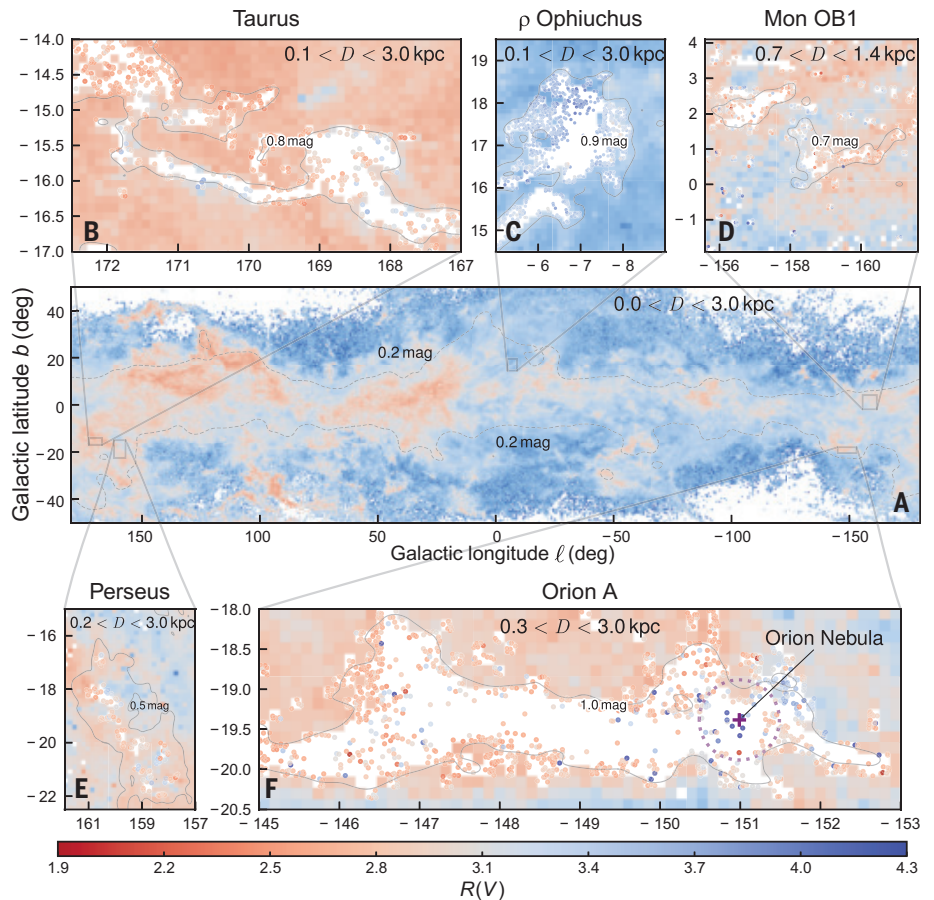 Taurus
ρ Ophiuchus
Mon OB1
0.1 < D < 3.0 kpc
0.1 < D < 3.0
0.7 < D < 1.4 kpc
− 14.0
− 14.5
− 15.0
− 15.5
− 16.0
− 16.5
− 17.0
0.8 mag
B
172
171
170
169
168
167
19
18
17
16
15
0.9 mag
C
− 6
− 7
− 8
4
3
2
1
0
− 1
0.7 mag
D
− 156
− 158
− 160
Galactic latitude b (deg)
40
20
0
−20
−40
0.0 < D < 3.0 kpc
0.2 mag
0.2 mag
A
150
100
50
0
− 50
− 100
− 150
Galactic longitude ℓ (deg)
Perseus
Orion A
0.2 < D < 3.0 kpc
− 16
− 18
− 20
− 22
0.5 mag
E
161
159
157
0.3 < D < 3.0 kpc
Orion Nebula
− 18.0
− 18.5
− 19.0
− 19.5
− 20.0
− 20.5
1.0 mag
F
− 145
− 146
− 147
− 148
− 149
− 150
− 151
− 152
− 153
1.9
2.2
2.5
2.8
3.1
3.4
3.7
4.0
4.3
R(V)